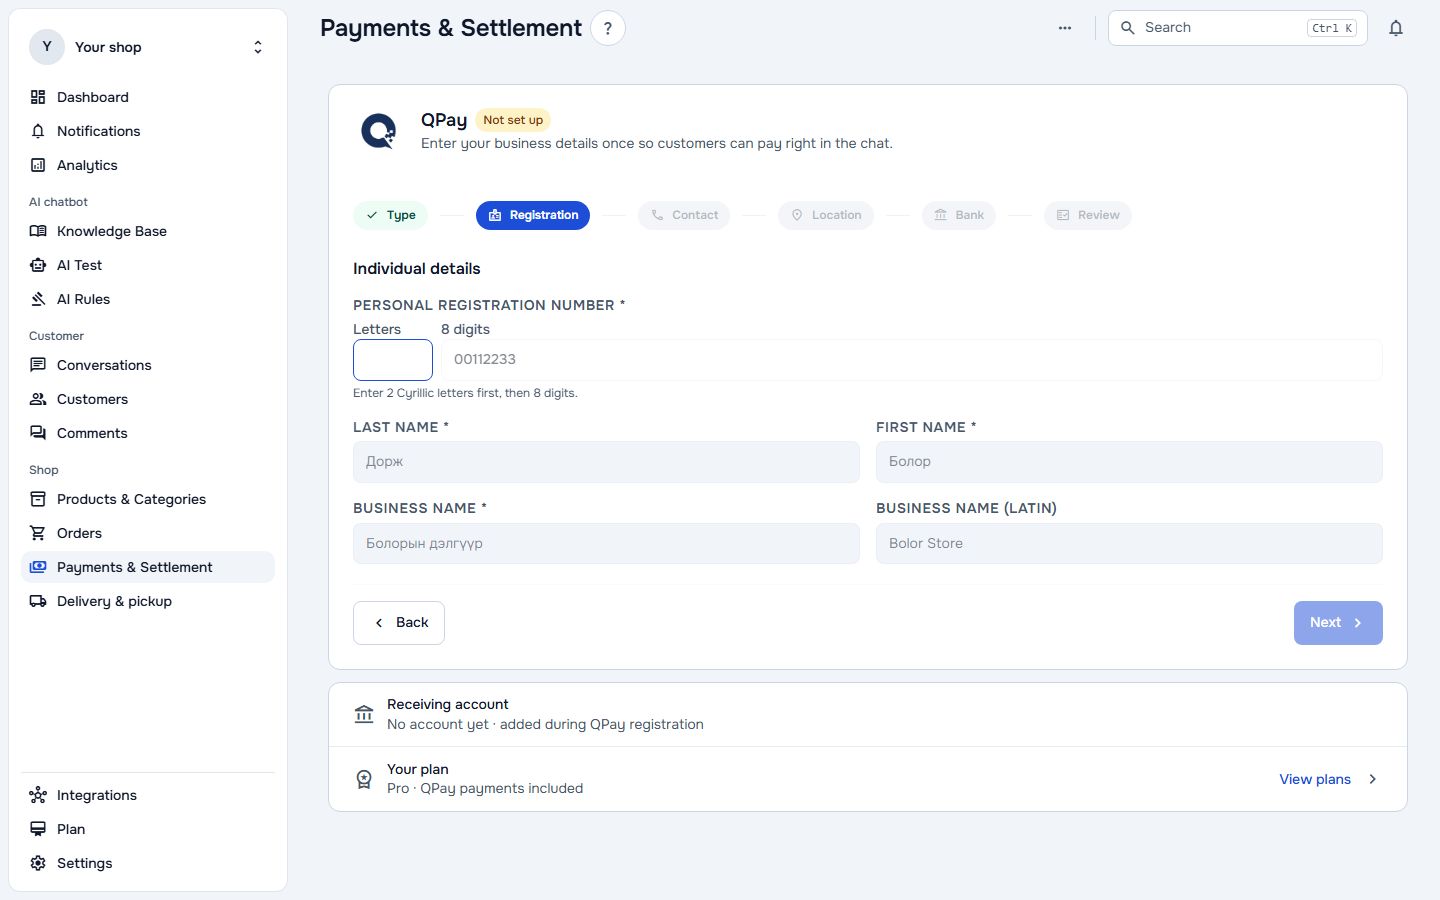 Y Your shop
Dashboard
Notifications
Analytics
AI chatbot
Knowledge Base
AI Test
AI Rules
Customer
Conversations
Customers
Comments
Shop
Products & Categories
Orders
Payments & Settlement
Delivery & pickup
Integrations
Plan
Settings
Payments & Settlement ?
Search Ctrl K
QPay Not set up
Enter your business details once so customers can pay right in the chat.
Type Registration Contact Location Bank Review
Individual details
PERSONAL REGISTRATION NUMBER *
Letters 8 digits
00112233
Enter 2 Cyrillic letters first, then 8 digits.
LAST NAME * FIRST NAME *
Дорж Болор
BUSINESS NAME * BUSINESS NAME (LATIN)
Болорын дэлгүүр Bolor Store
Back Next
Receiving account
No account yet · added during QPay registration
Your plan
Pro · QPay payments included
View plans